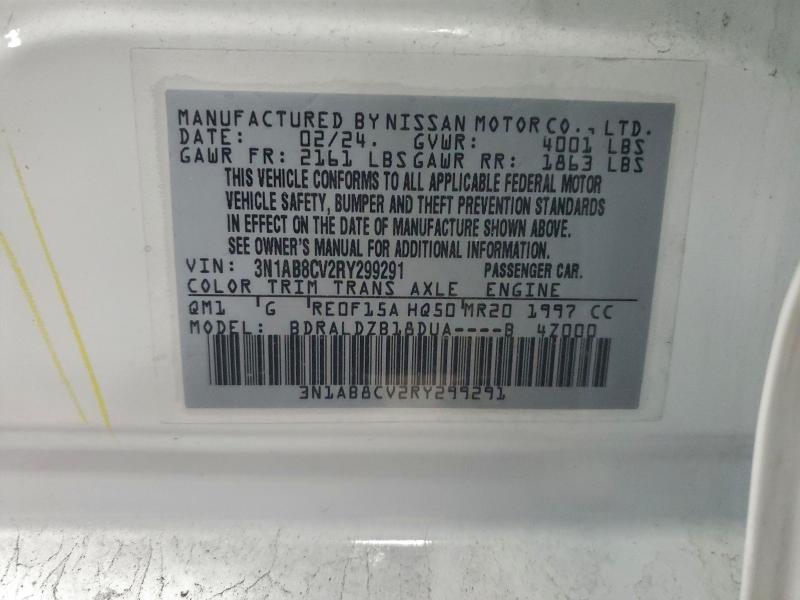 MANUFACTURED BY NISSAN MOTOR CO., LTD.
DATE: 02/24. GVWR: 4001 LBS
GAWR FR: 2161 LBS GAWR RR: 1863 LBS
THIS VEHICLE CONFORMS TO ALL APPLICABLE FEDERAL MOTOR
VEHICLE SAFETY, BUMPER AND THEFT PREVENTION STANDARDS
IN EFFECT ON THE DATE OF MANUFACTURE SHOWN ABOVE.
SEE OWNER'S MANUAL FOR ADDITIONAL INFORMATION.
VIN: 3N1AB8CV2RY299291 PASSENGER CAR.
COLOR TRIM TRANS AXLE ENGINE
QM1 G RE0F15A HQ50 MR20 1997 CC
MODEL: BDRALDZB18DUA----B 4Z000
3N1AB8CV2RY299291